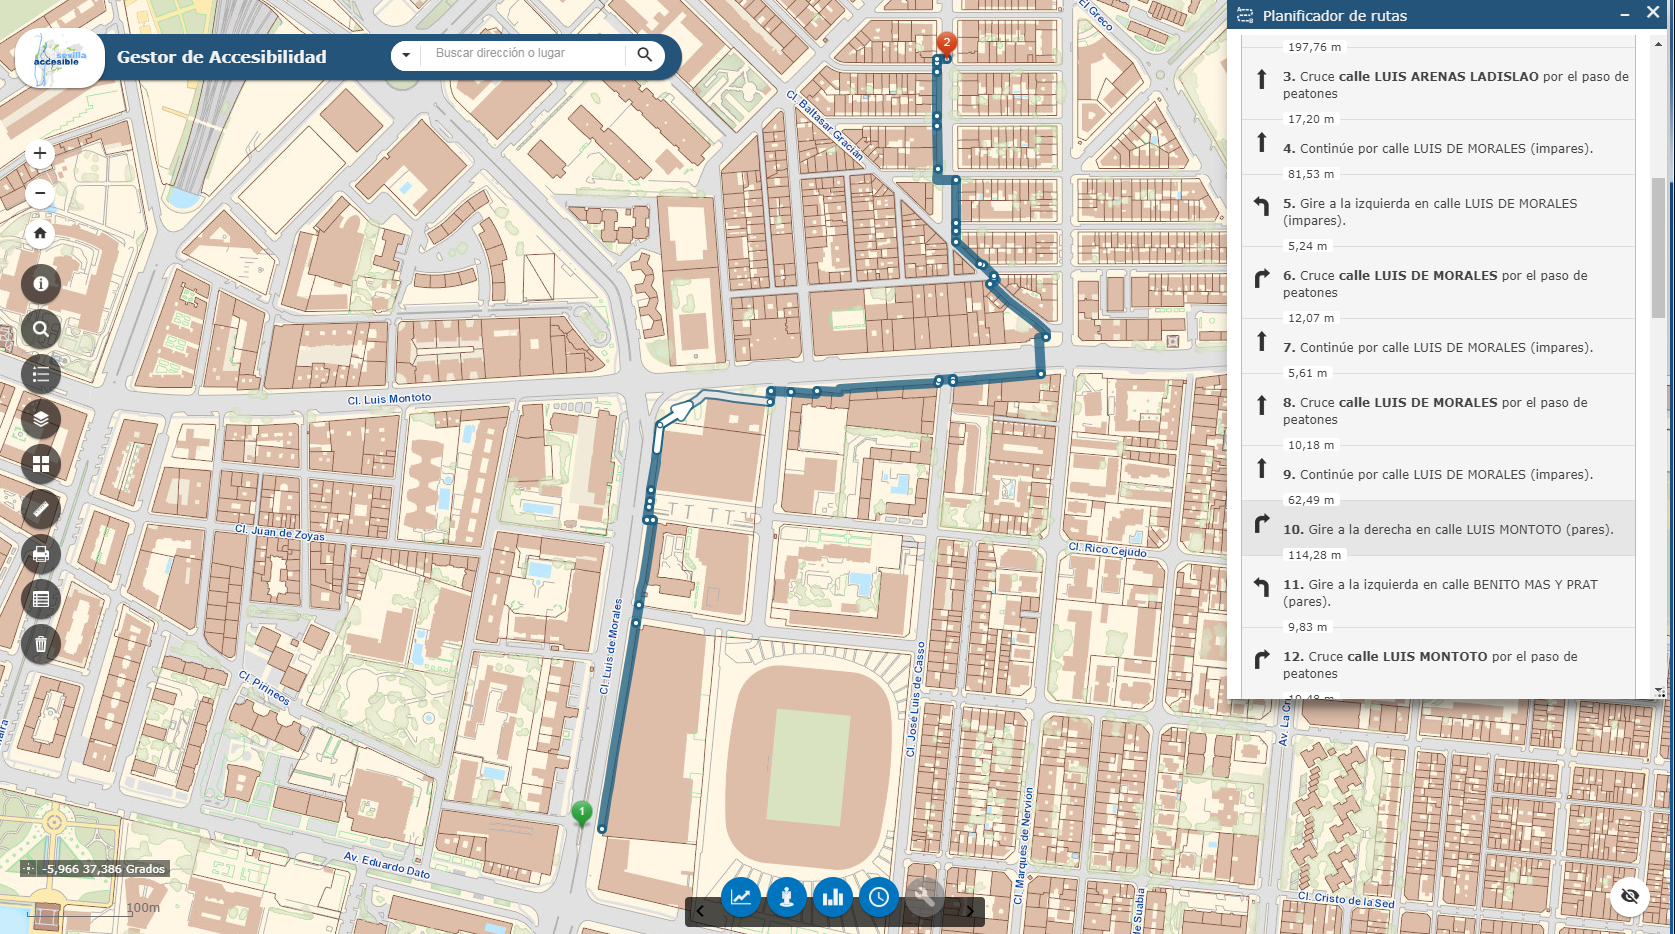 sevilla
accesible
Gestor de Accesibilidad
Buscar dirección o lugar
Planificador de rutas
197,76 m
3. Cruce calle LUIS ARENAS LADISLAO por el paso de
peatones
17,20 m
4. Continúe por calle LUIS DE MORALES (impares).
81,53 m
5. Gire a la izquierda en calle LUIS DE MORALES
(impares).
5,24 m
6. Cruce calle LUIS DE MORALES por el paso de
peatones
12,07 m
7. Continúe por calle LUIS DE MORALES (impares).
5,61 m
8. Cruce calle LUIS DE MORALES por el paso de
peatones
10,18 m
9. Continúe por calle LUIS DE MORALES (impares).
62,49 m
10. Gire a la derecha en calle LUIS MONTOTO (pares).
114,28 m
11. Gire a la izquierda en calle BENITO MAS Y PRAT
(pares).
9,83 m
12. Cruce calle LUIS MONTOTO por el paso de
peatones
El Greco
2
Cl. Baltasar Gracián
Cl. Luis Montoto
Cl. Juan de Zoyas
Cl. Rico Cejudo
Cl. Luis de Morales
Cl. Pirineos
Cl. José Luis de Casso
Av. La Cru
1
Cl. Marqués de Nervión
Av. Eduardo Dato
de Suabia
Cl. Cristo de la Sed
-5,966 37,386 Grados
100m